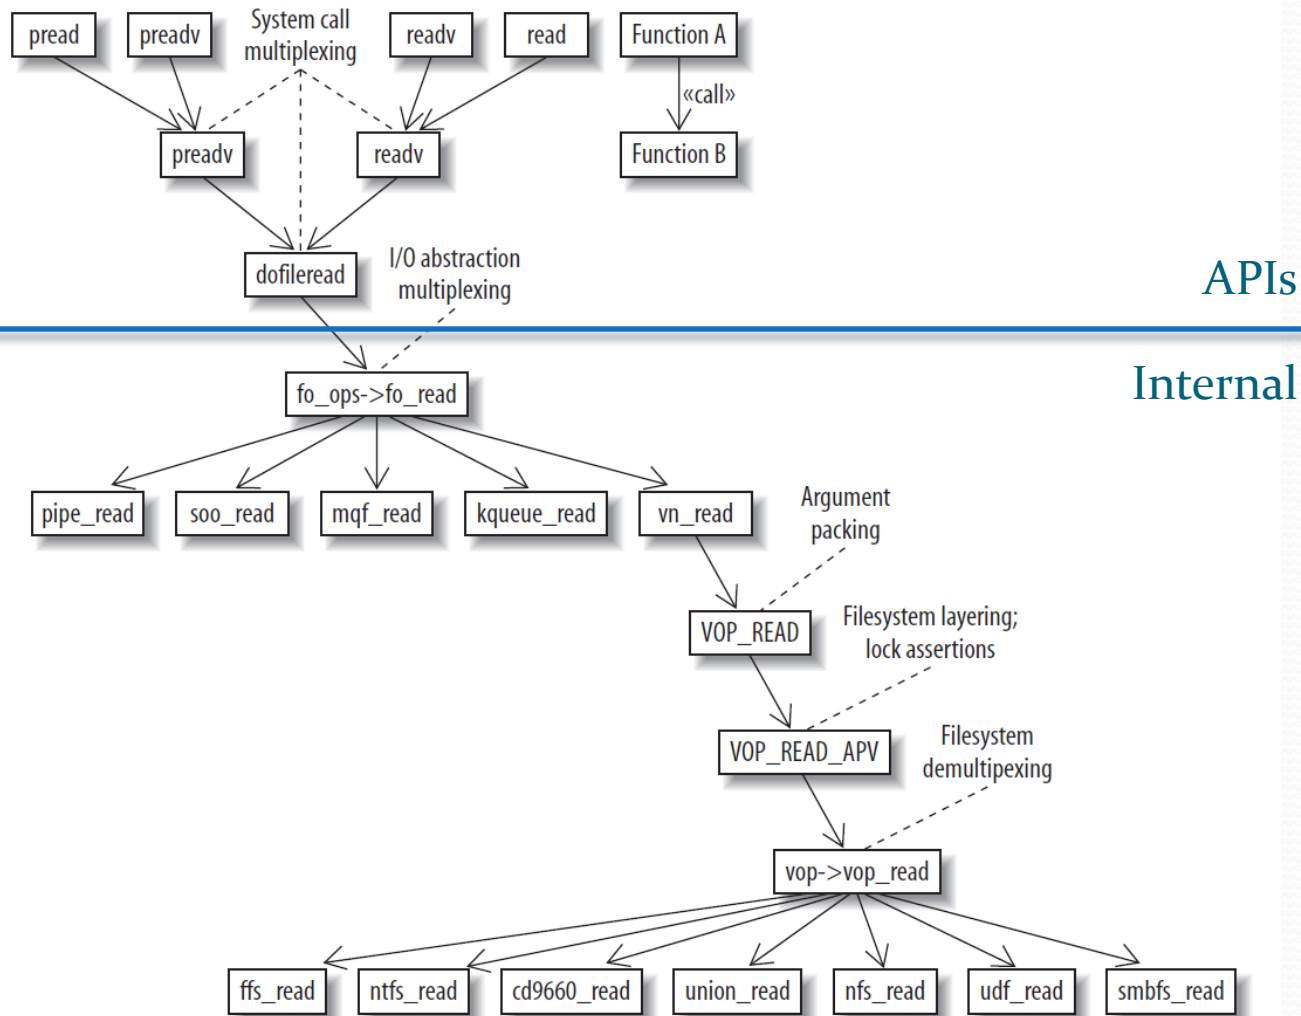 pread
preadv
System call
multiplexing
readv
read
Function A
«call»
preadv
readv
Function B
dofileread
I/O abstraction
multiplexing
APIs
Internal
fo_ops->fo_read
pipe_read
soo_read
mqf_read
kqueue_read
vn_read
Argument
packing
VOP_READ
Filesystem layering;
lock assertions
VOP_READ_APV
Filesystem
demultipexing
vop->vop_read
ffs_read
ntfs_read
cd9660_read
union_read
nfs_read
udf_read
smbfs_read